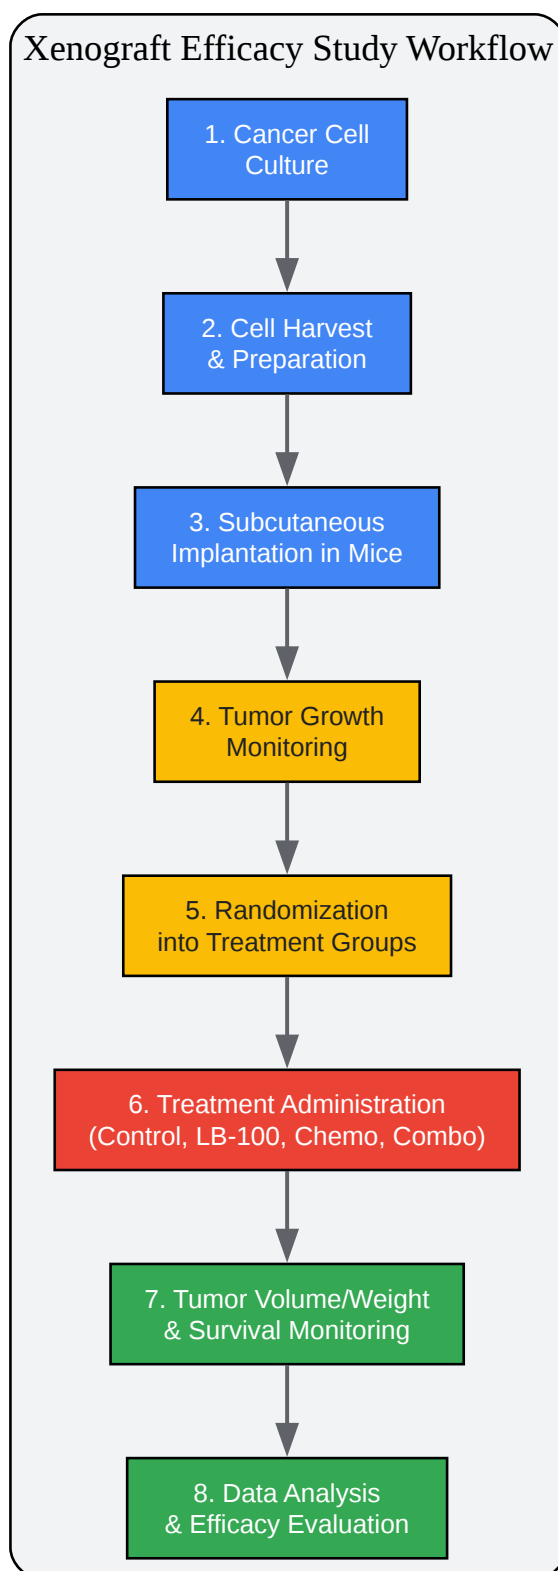 Xenograft Efficacy Study Workflow
1. Cancer Cell
Culture
2. Cell Harvest
& Preparation
3. Subcutaneous
Implantation in Mice
4. Tumor Growth
Monitoring
5. Randomization
into Treatment Groups
6. Treatment Administration
(Control, LB-100, Chemo, Combo)
7. Tumor Volume/Weight
& Survival Monitoring
8. Data Analysis
& Efficacy Evaluation